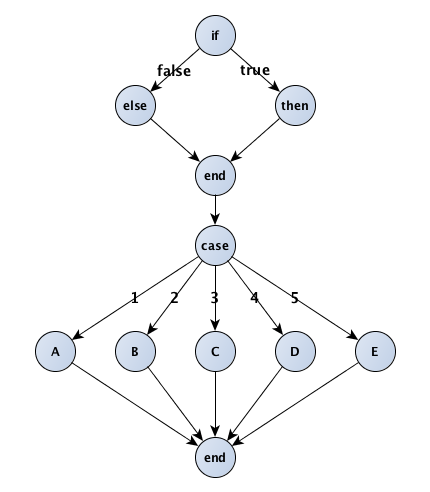 if
false true
else then
end
case
1 2 3 4 5
A B C D E
end